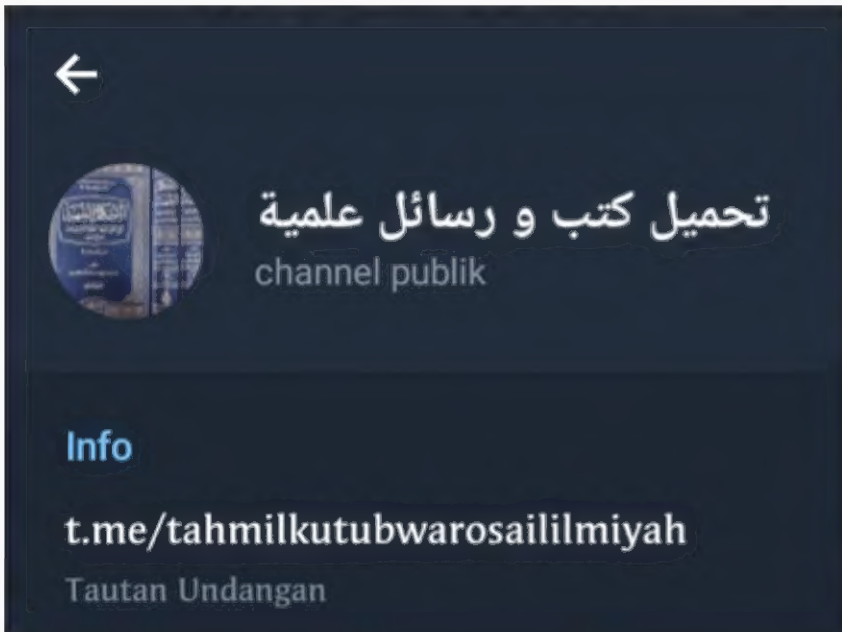 تحميل كتب و رسائل علمية
channel publik
Info
t.me/tahmilkutubwarosaililmiyah
Tautan Undangan